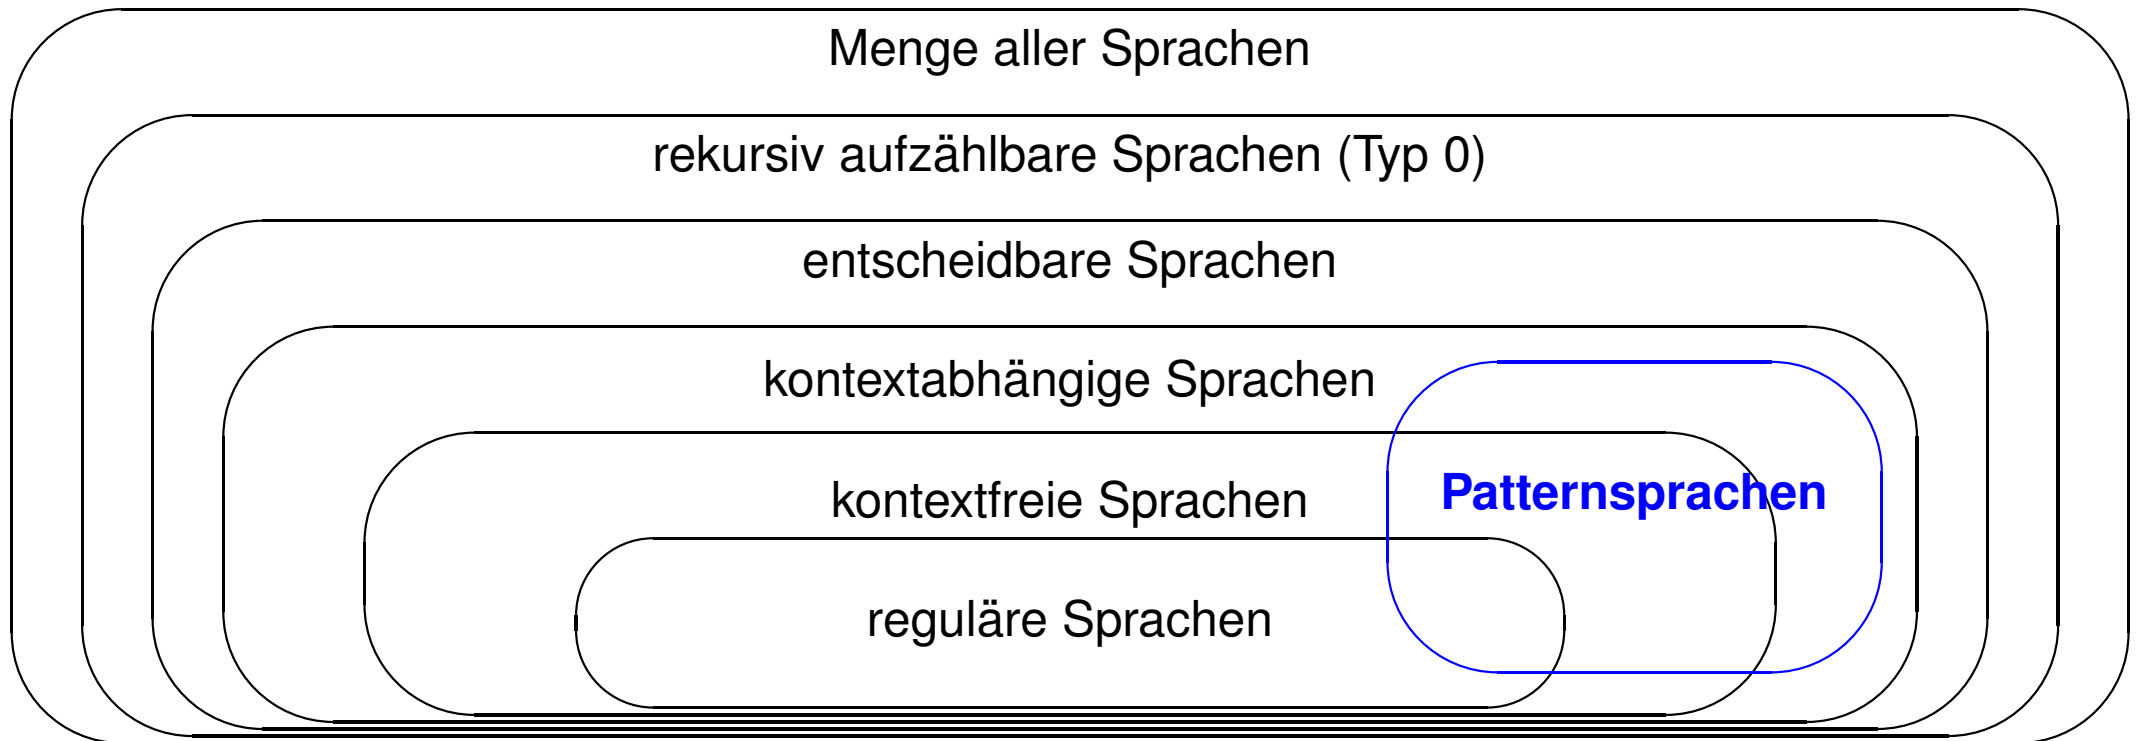 Menge aller Sprachen
rekursiv aufzählbare Sprachen (Typ 0)
entscheidbare Sprachen
kontextabhängige Sprachen
Patternsprachen
kontextfreie Sprachen
reguläre Sprachen